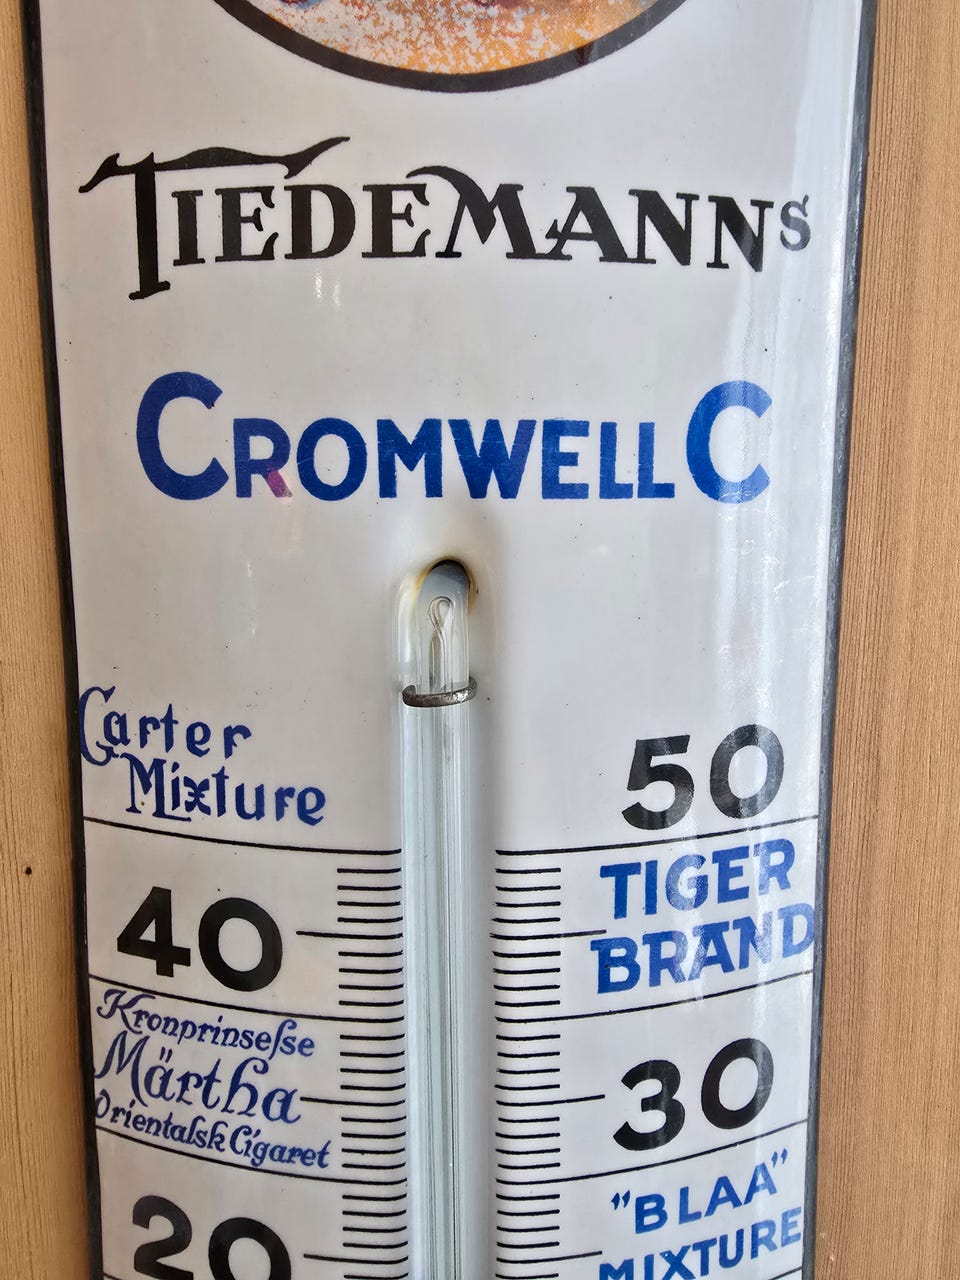 TIEDEMANNS
CROMWELL C
Carter
Mixture
50
40
TIGER
BRAND
Kronprinseſse
Märtha
Orientalsk Cigaret
30
20
"BLAA"
MIXTURE